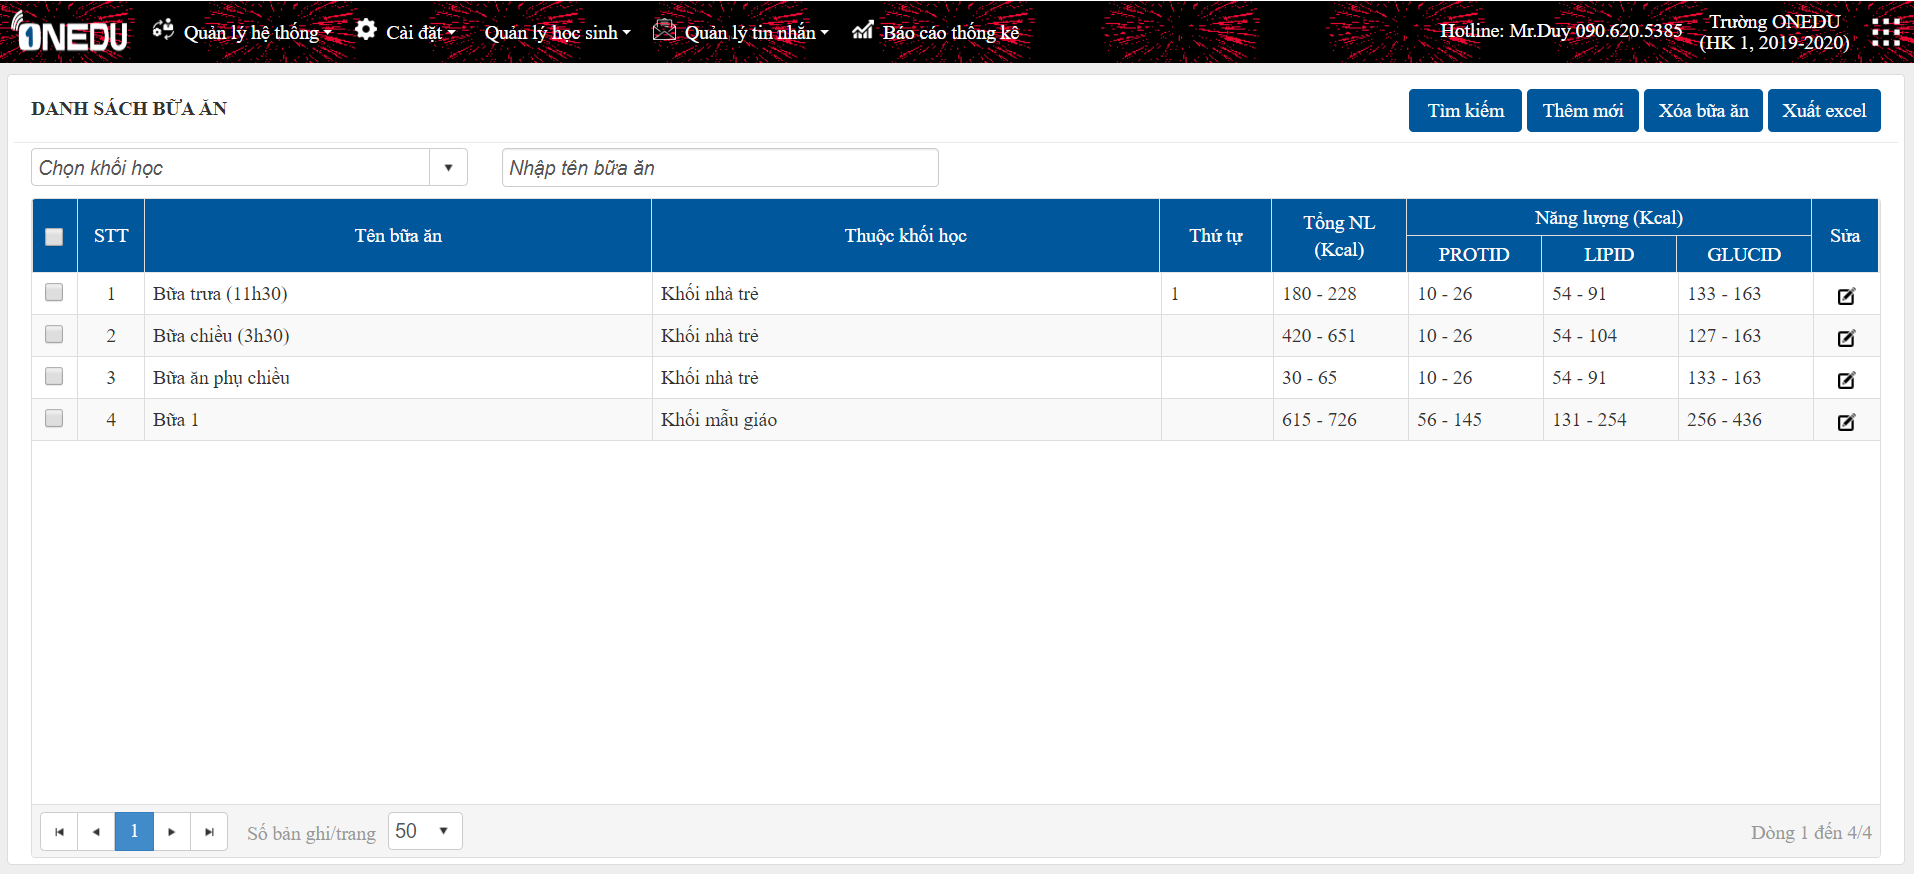 ONEDU Quản lý hệ thống Cài đặt Quản lý học sinh Quản lý tin nhắn Báo cáo thống kê Hotline: Mr.Duy 090.620.5385 Trường ONEDU
(HK 1, 2019-2020)
DANH SÁCH BỮA ĂN Tìm kiếm Thêm mới Xóa bữa ăn Xuất excel
Chọn khối học Nhập tên bữa ăn
STT Tên bữa ăn Thuộc khối học Thứ tự Tổng NL (Kcal) Năng lượng (Kcal) Sửa
PROTID LIPID GLUCID
1 Bữa trưa (11h30) Khối nhà trẻ 1 180 - 228 10 - 26 54 - 91 133 - 163
2 Bữa chiều (3h30) Khối nhà trẻ 420 - 651 10 - 26 54 - 104 127 - 163
3 Bữa ăn phụ chiều Khối nhà trẻ 30 - 65 10 - 26 54 - 91 133 - 163
4 Bữa 1 Khối mẫu giáo 615 - 726 56 - 145 131 - 254 256 - 436
1 Số bản ghi/trang 50 Dòng 1 đến 4/4